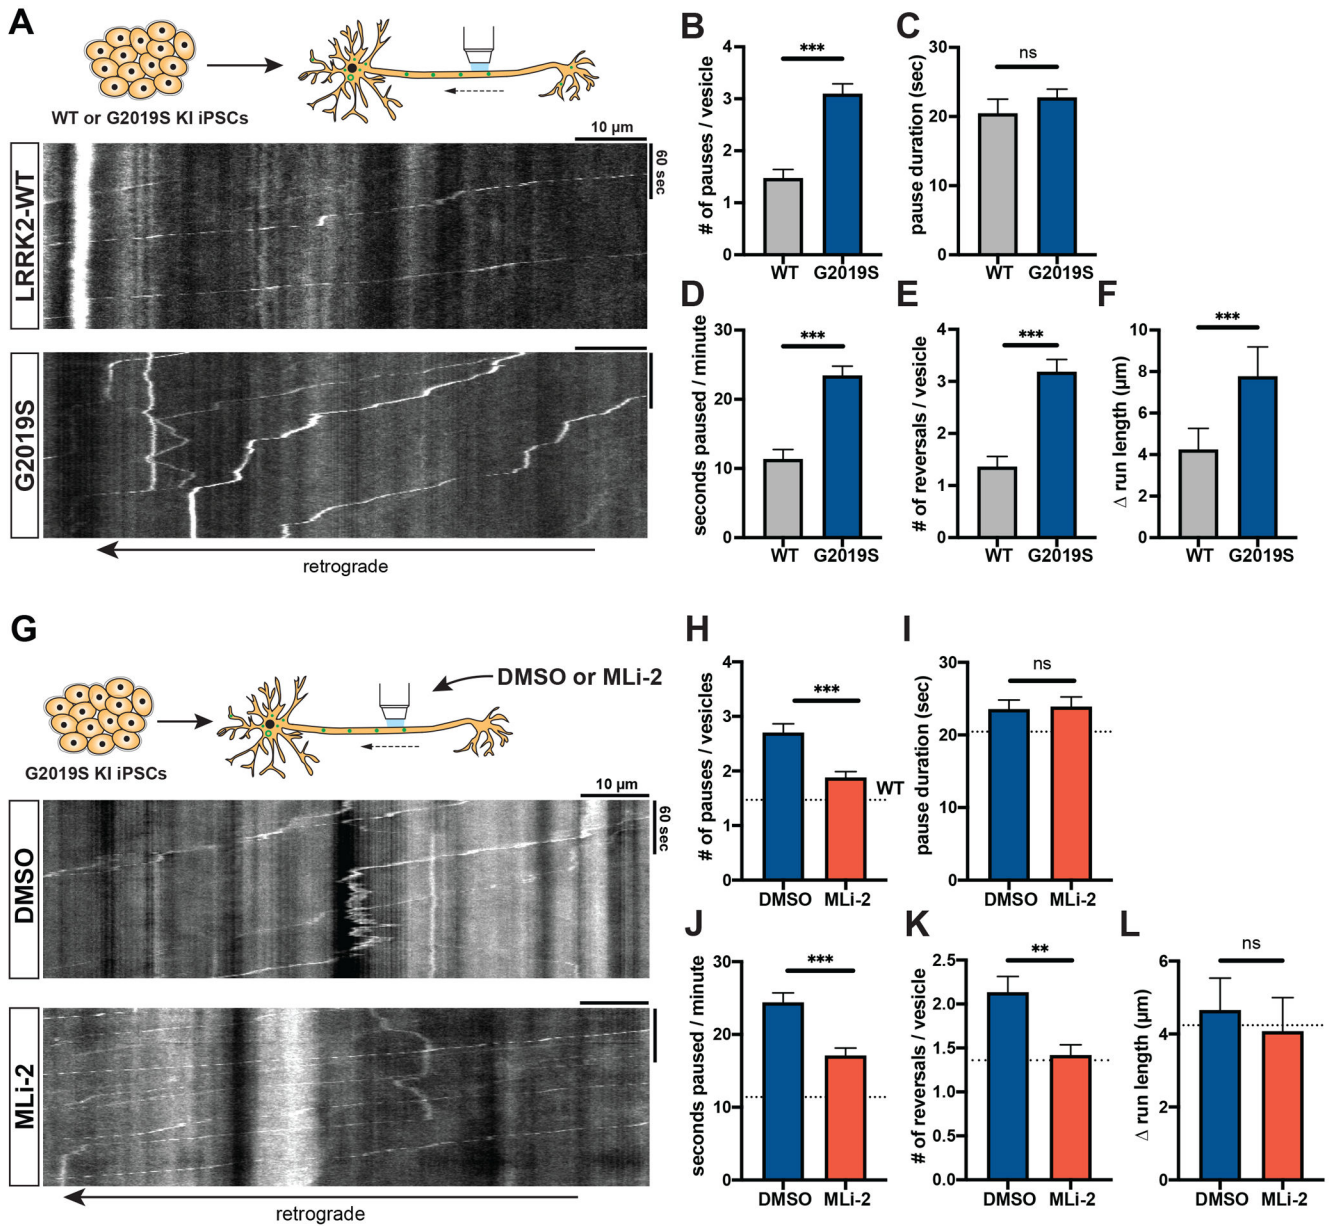 A
WT or G2019S KI iPSCs
10 µm
60 sec
LRRK2-WT
G2019S
retrograde
B
# of pauses / vesicle
4
3
2
1
0
***
WT G2019S
C
pause duration (sec)
30
20
10
0
ns
WT G2019S
D
seconds paused / minute
30
20
10
0
***
WT G2019S
E
# of reversals / vesicle
4
3
2
1
0
***
WT G2019S
F
Δ run length (µm)
10
8
6
4
2
0
***
WT G2019S
G
DMSO or MLi-2
G2019S KI iPSCs
10 µm
60 sec
DMSO
MLi-2
retrograde
H
# of pauses / vesicles
4
3
2
1
0
***
WT
DMSO MLi-2
I
pause duration (sec)
30
20
10
0
ns
DMSO MLi-2
J
seconds paused / minute
30
20
10
0
***
DMSO MLi-2
K
# of reversals / vesicle
2.5
2.0
1.5
1.0
0.5
0.0
**
DMSO MLi-2
L
Δ run length (µm)
6
4
2
0
ns
DMSO MLi-2